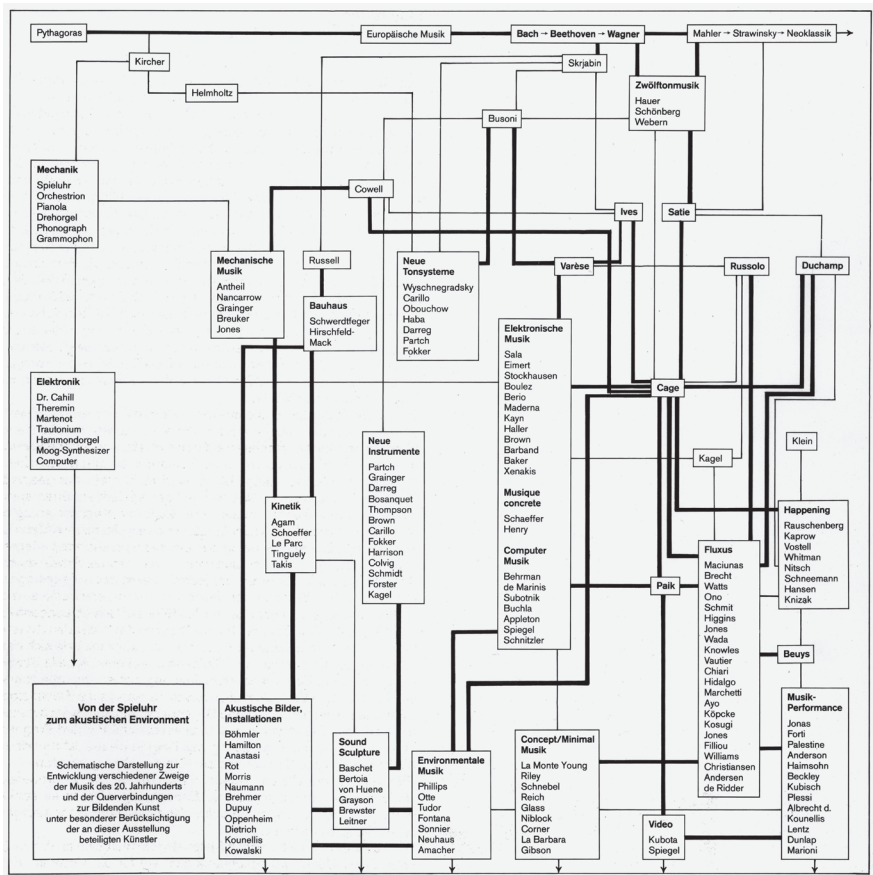 Pythagoras
Europäische Musik
Bach → Beethoven → Wagner
Mahler → Strawinsky → Neoklassik
Kircher
Skrjabin
Helmholtz
Zwölftonmusik
Hauer
Schönberg
Webern
Busoni
Mechanik
Spieluhr
Orchestrion
Pianola
Drehorgel
Phonograph
Grammophon
Cowell
Ives
Satie
Mechanische
Musik
Antheil
Nancarrow
Grainger
Breuker
Jones
Russell
Neue
Tonsysteme
Wyschnegradsky
Carillo
Obouchow
Haba
Darreg
Partch
Fokker
Varèse
Russolo
Duchamp
Bauhaus
Schwerdtfeger
Hirschfeld-
Mack
Elektronische
Musik
Sala
Eimert
Stockhausen
Boulez
Berio
Maderna
Kayn
Haller
Brown
Barband
Baker
Xenakis
Musique
concrete
Schaeffer
Henry
Computer
Musik
Behrman
de Marinis
Subotnik
Buchla
Appleton
Spiegel
Schnitzler
Elektronik
Dr. Cahill
Theremin
Martenot
Trautonium
Hammondorgel
Moog-Synthesizer
Computer
Cage
Neue
Instrumente
Partch
Grainger
Darreg
Bosanquet
Thompson
Brown
Carillo
Fokker
Harrison
Colvig
Schmidt
Forster
Kagel
Kagel
Klein
Kinetik
Agam
Schoeffer
Le Parc
Tinguely
Takis
Happening
Rauschenberg
Kaprow
Vostell
Whitman
Nitsch
Schneemann
Hansen
Knizak
Fluxus
Maciunas
Brecht
Watts
Ono
Schmit
Higgins
Jones
Wada
Knowles
Vautier
Chiari
Hidalgo
Marchetti
Ayo
Köpcke
Kosugi
Jones
Filliou
Williams
Christiansen
Andersen
de Ridder
Paik
Beuys
Von der Spieluhr
zum akustischen Environment
Schematische Darstellung zur
Entwicklung verschiedener Zweige
der Musik des 20. Jahrhunderts
und der Querverbindungen
zur Bildenden Kunst
unter besonderer Berücksichtigung
der an dieser Ausstellung
beteiligten Künstler
Akustische Bilder,
Installationen
Böhmler
Hamilton
Anastasi
Rot
Morris
Naumann
Brehmer
Dupuy
Oppenheim
Dietrich
Kounellis
Kowalski
Sound
Sculpture
Baschet
Bertoia
von Huene
Grayson
Brewster
Leitner
Environmentale
Musik
Phillips
Otte
Tudor
Fontana
Sonnier
Neuhaus
Amacher
Concept/Minimal
Musik
La Monte Young
Riley
Schnebel
Reich
Glass
Niblock
Corner
La Barbara
Gibson
Video
Kubota
Spiegel
Musik-
Performance
Jonas
Forti
Palestine
Anderson
Haimsohn
Beckley
Kubisch
Plessi
Albrecht d.
Kounellis
Lentz
Dunlap
Marioni